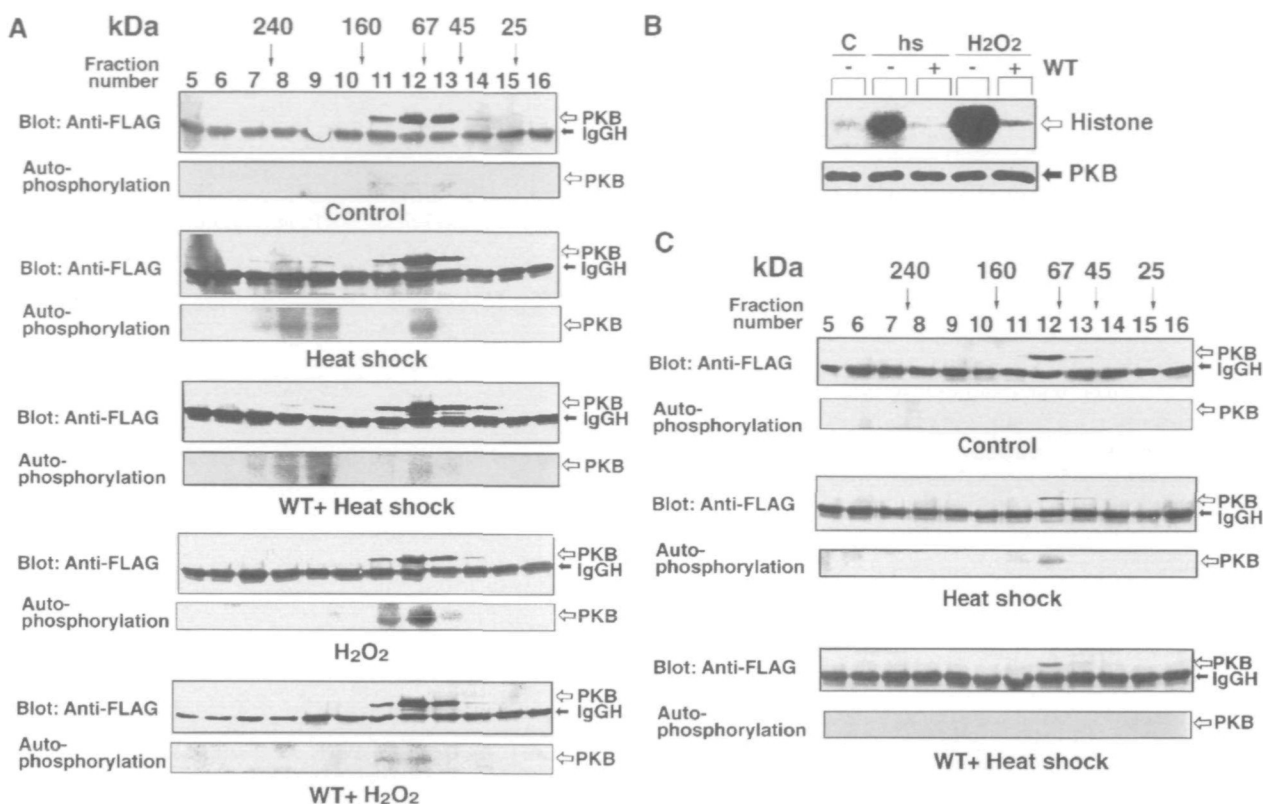 A
kDa 240 160 67 45 25
Fraction number 5 6 7 8 9 10 11 12 13 14 15 16
Blot: Anti-FLAG PKB
IgGH
Auto-
phosphorylation PKB
Control
Blot: Anti-FLAG PKB
IgGH
Auto-
phosphorylation PKB
Heat shock
Blot: Anti-FLAG PKB
IgGH
Auto-
phosphorylation PKB
WT+ Heat shock
Blot: Anti-FLAG PKB
IgGH
Auto-
phosphorylation PKB
H2O2
Blot: Anti-FLAG PKB
IgGH
Auto-
phosphorylation PKB
WT+ H2O2
B
C hs H2O2
- - + - + WT
Histone
PKB
C
kDa 240 160 67 45 25
Fraction number 5 6 7 8 9 10 11 12 13 14 15 16
Blot: Anti-FLAG PKB
IgGH
Auto-
phosphorylation PKB
Control
Blot: Anti-FLAG PKB
IgGH
Auto-
phosphorylation PKB
Heat shock
Blot: Anti-FLAG PKB
IgGH
Auto-
phosphorylation PKB
WT+ Heat shock